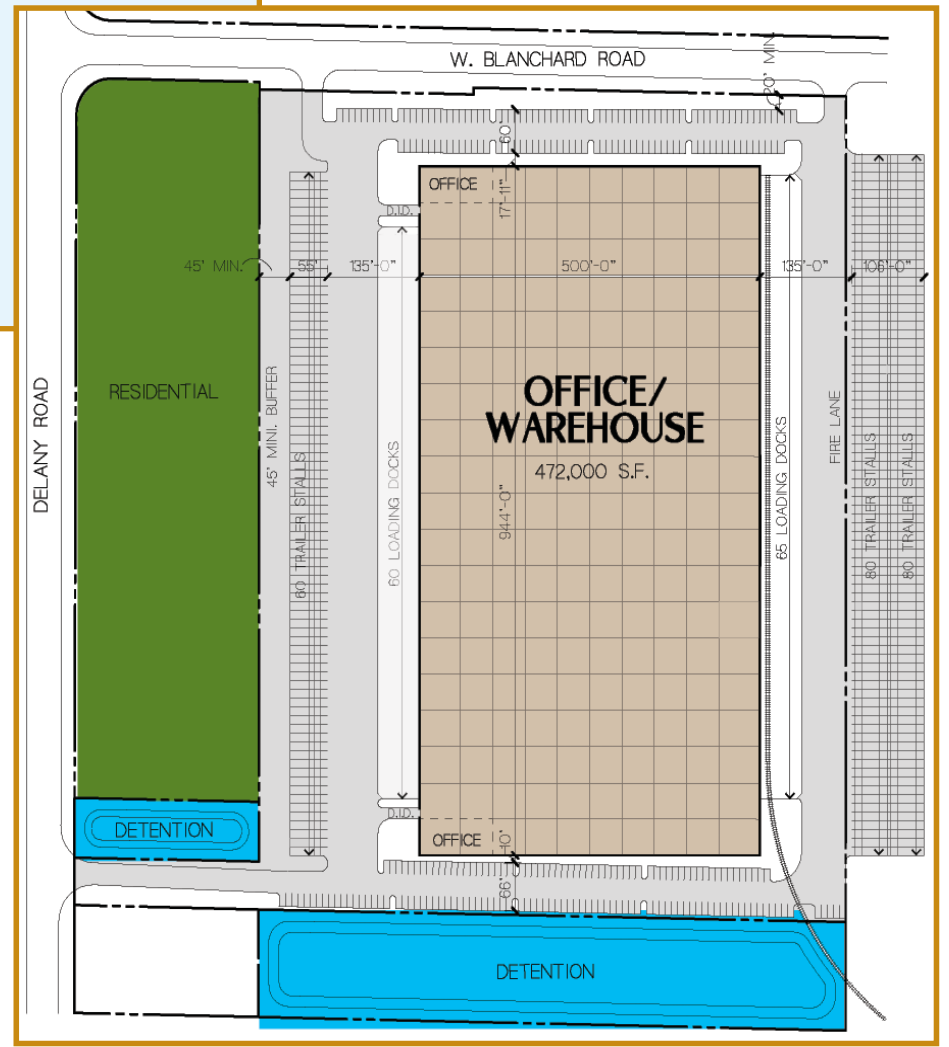 W. BLANCHARD ROAD
20' MIN.
60'
OFFICE
17'-11"
D.I.D.
45' MIN.
55'
135'-0"
500'-0"
135'-0"
106'-0"
DELANY ROAD
RESIDENTIAL
45' MINI. BUFFER
60 TRAILER STALLS
60 LOADING DOCKS
OFFICE/
WAREHOUSE
472,000 S.F.
944'-0"
65 LOADING DOCKS
FIRE LANE
80 TRAILER STALLS
80 TRAILER STALLS
D.I.D.
DETENTION
OFFICE
10'
66'
DETENTION